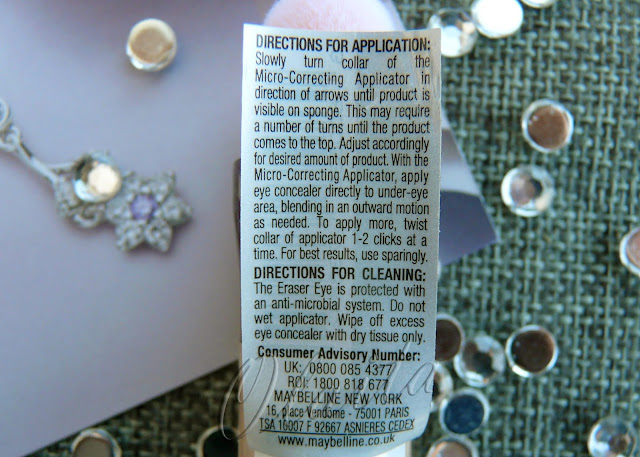 DIRECTIONS FOR APPLICATION:
Slowly turn collar of the
Micro-Correcting Applicator in
direction of arrows until product is
visible on sponge. This may require
a number of turns until the product
comes to the top. Adjust accordingly
for desired amount of product. With the
Micro-Correcting Applicator, apply
eye concealer directly to under-eye
area, blending in an outward motion
as needed. To apply more, twist
collar of applicator 1-2 clicks at a
time. For best results, use sparingly.
DIRECTIONS FOR CLEANING:
The Eraser Eye is protected with
an anti-microbial system. Do not
wet applicator. Wipe off excess
eye concealer with dry tissue only.
Consumer Advisory Number:
UK: 0800 085 4377
ROI: 1800 818 677
MAYBELLINE NEW YORK
16, place Vendôme - 75001 PARIS
TSA 16007 F 92667 ASNIERES CEDEX
www.maybelline.co.uk